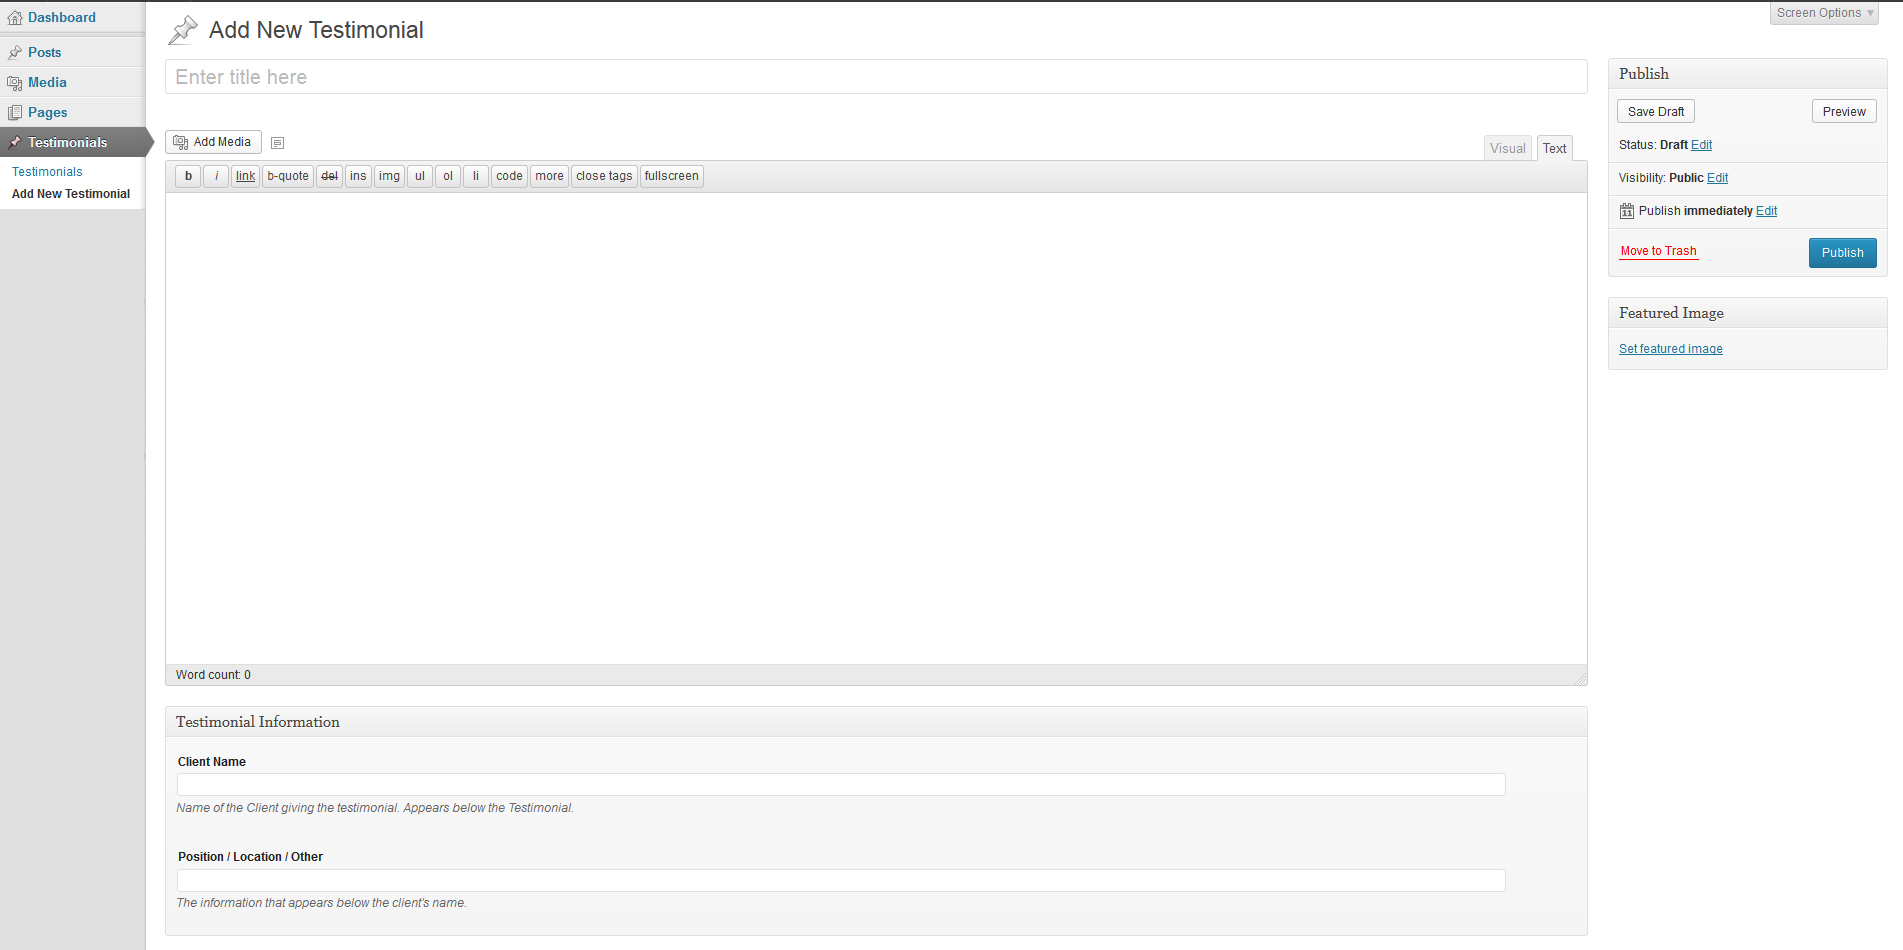 Dashboard
Posts
Media
Pages
Testimonials
Testimonials
Add New Testimonial
Add New Testimonial
Screen Options
Enter title here
Add Media
Visual Text
b i link b-quote del ins img ul ol li code more close tags fullscreen
Word count: 0
Testimonial Information
Client Name
Name of the Client giving the testimonial. Appears below the Testimonial.
Position / Location / Other
The information that appears below the client's name.
Publish
Save Draft Preview
Status: Draft Edit
Visibility: Public Edit
11 Publish immediately Edit
Move to Trash Publish
Featured Image
Set featured image